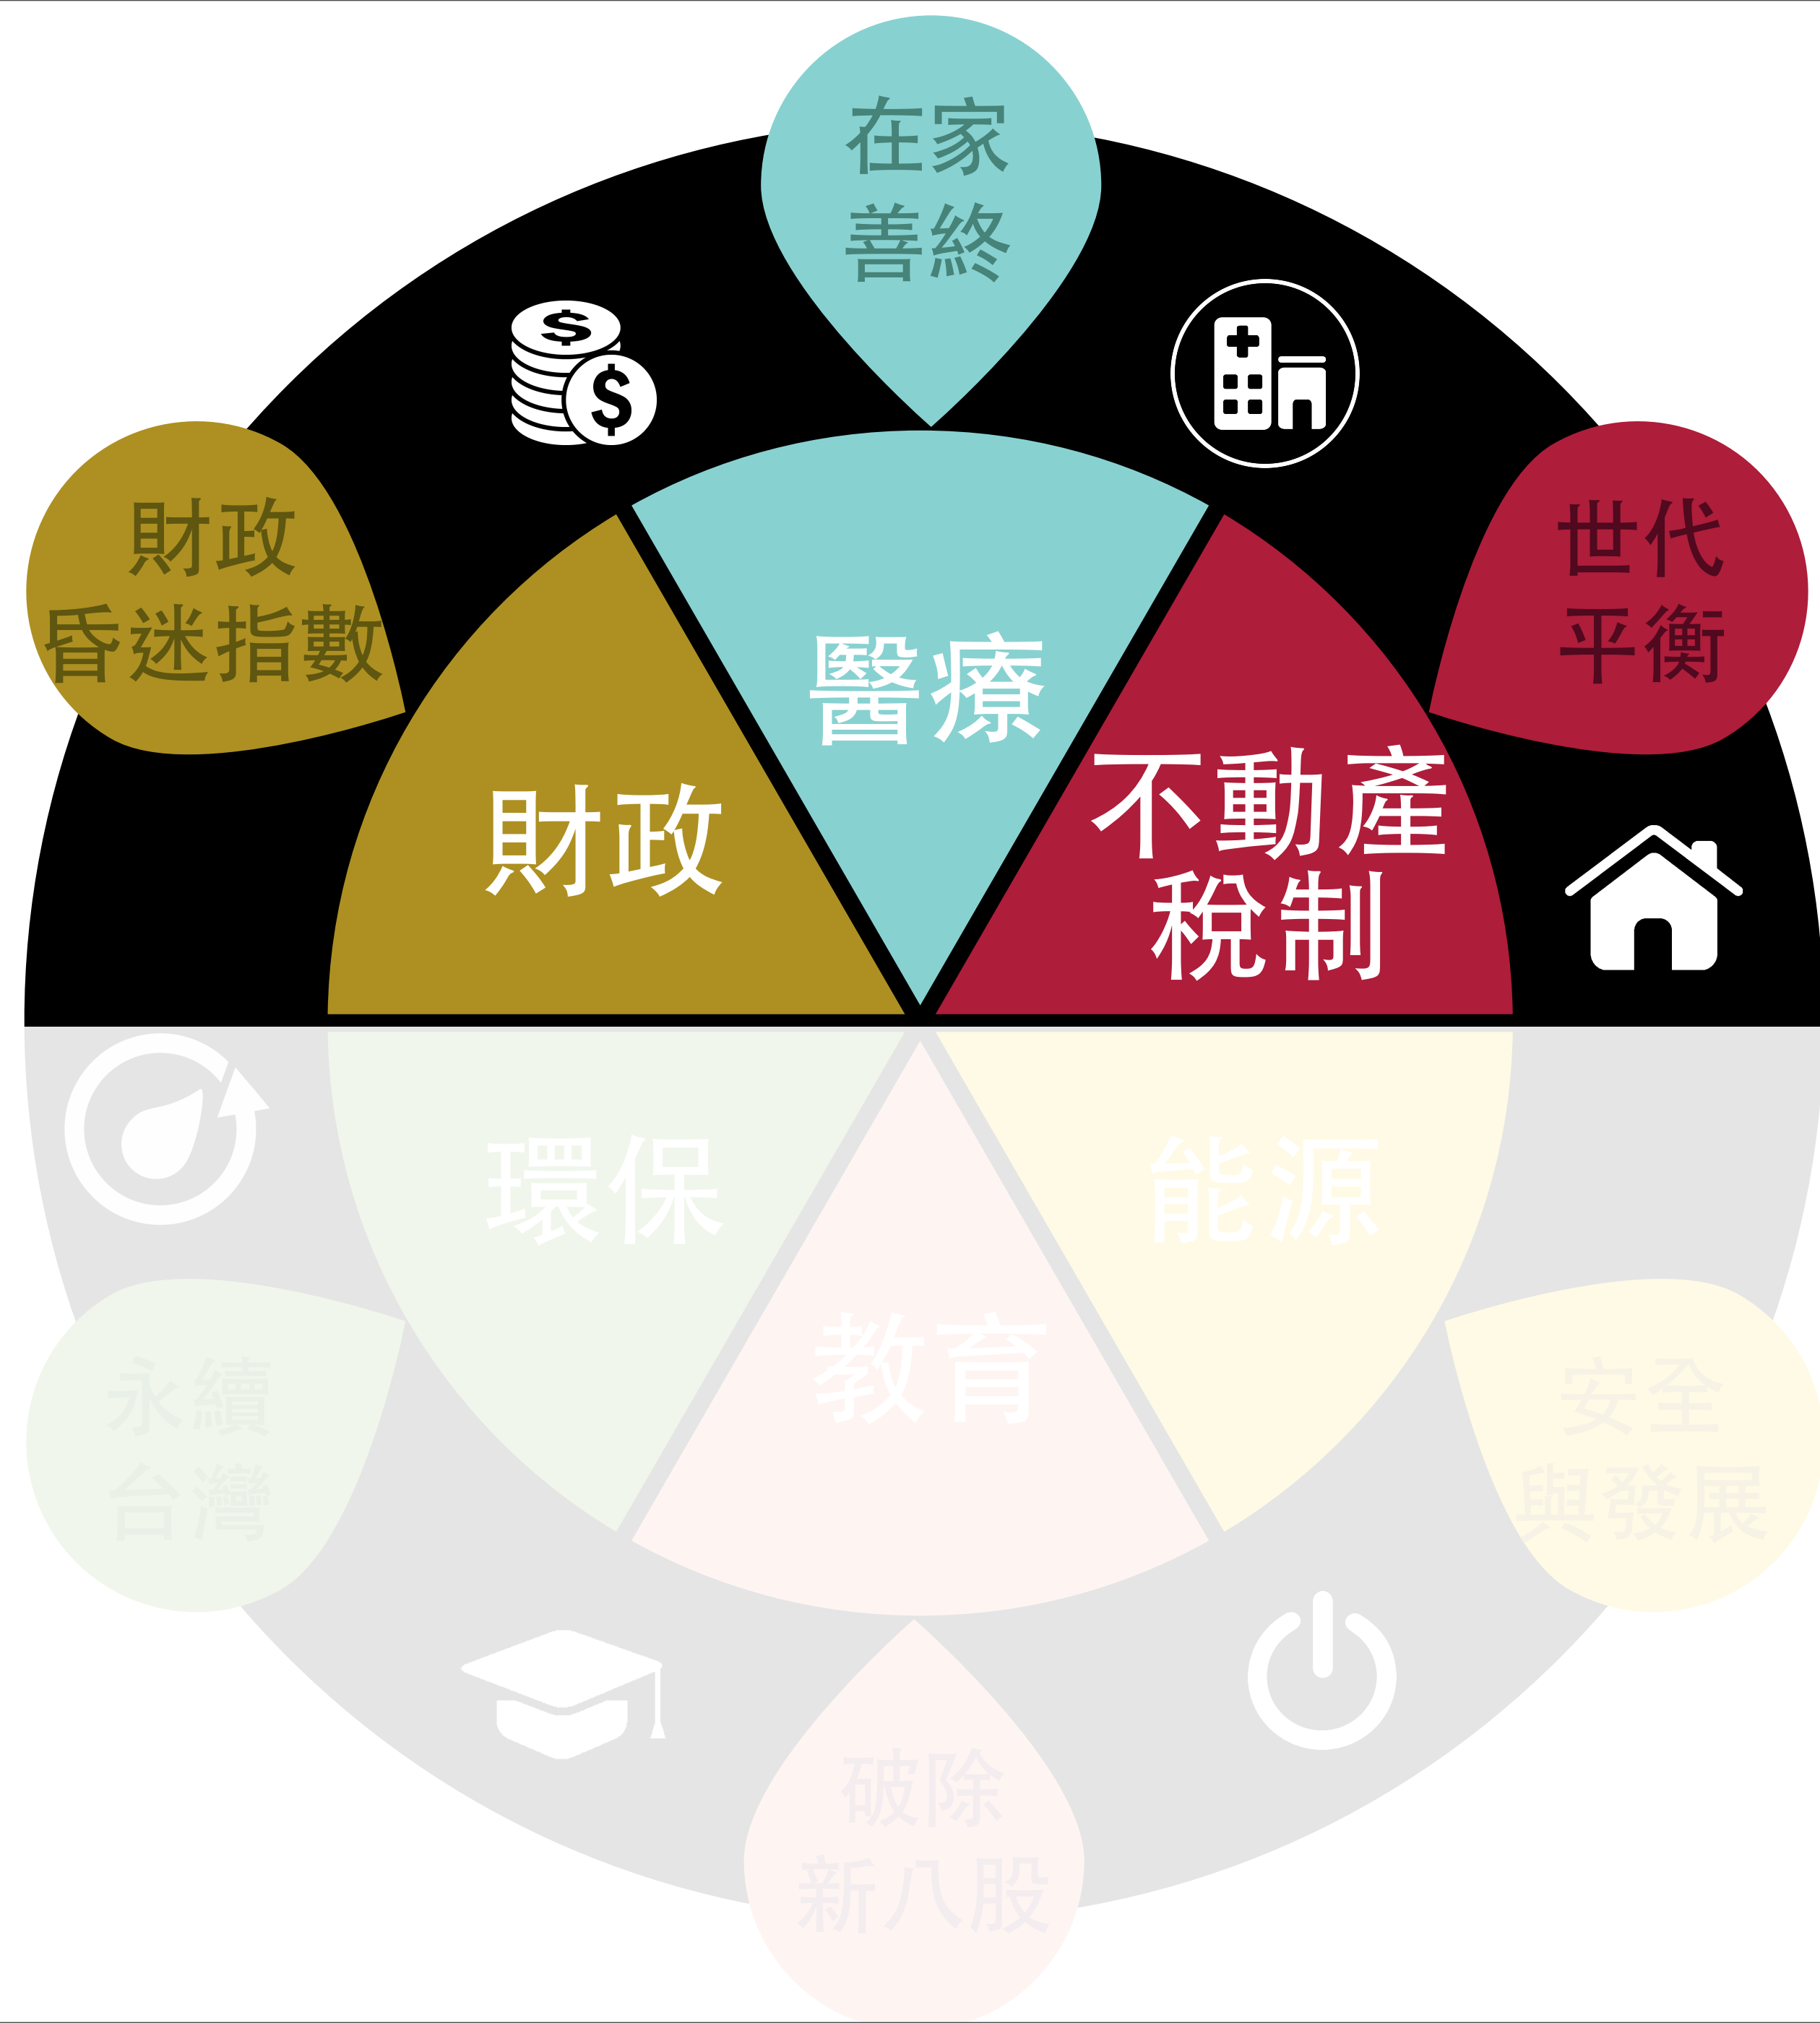 在家
善終
財政
昏迷指數
世代
平衡
醫療
財政
不動產
稅制
環保
能源
教育
永續
台灣
安全
與發展
破除
新八股